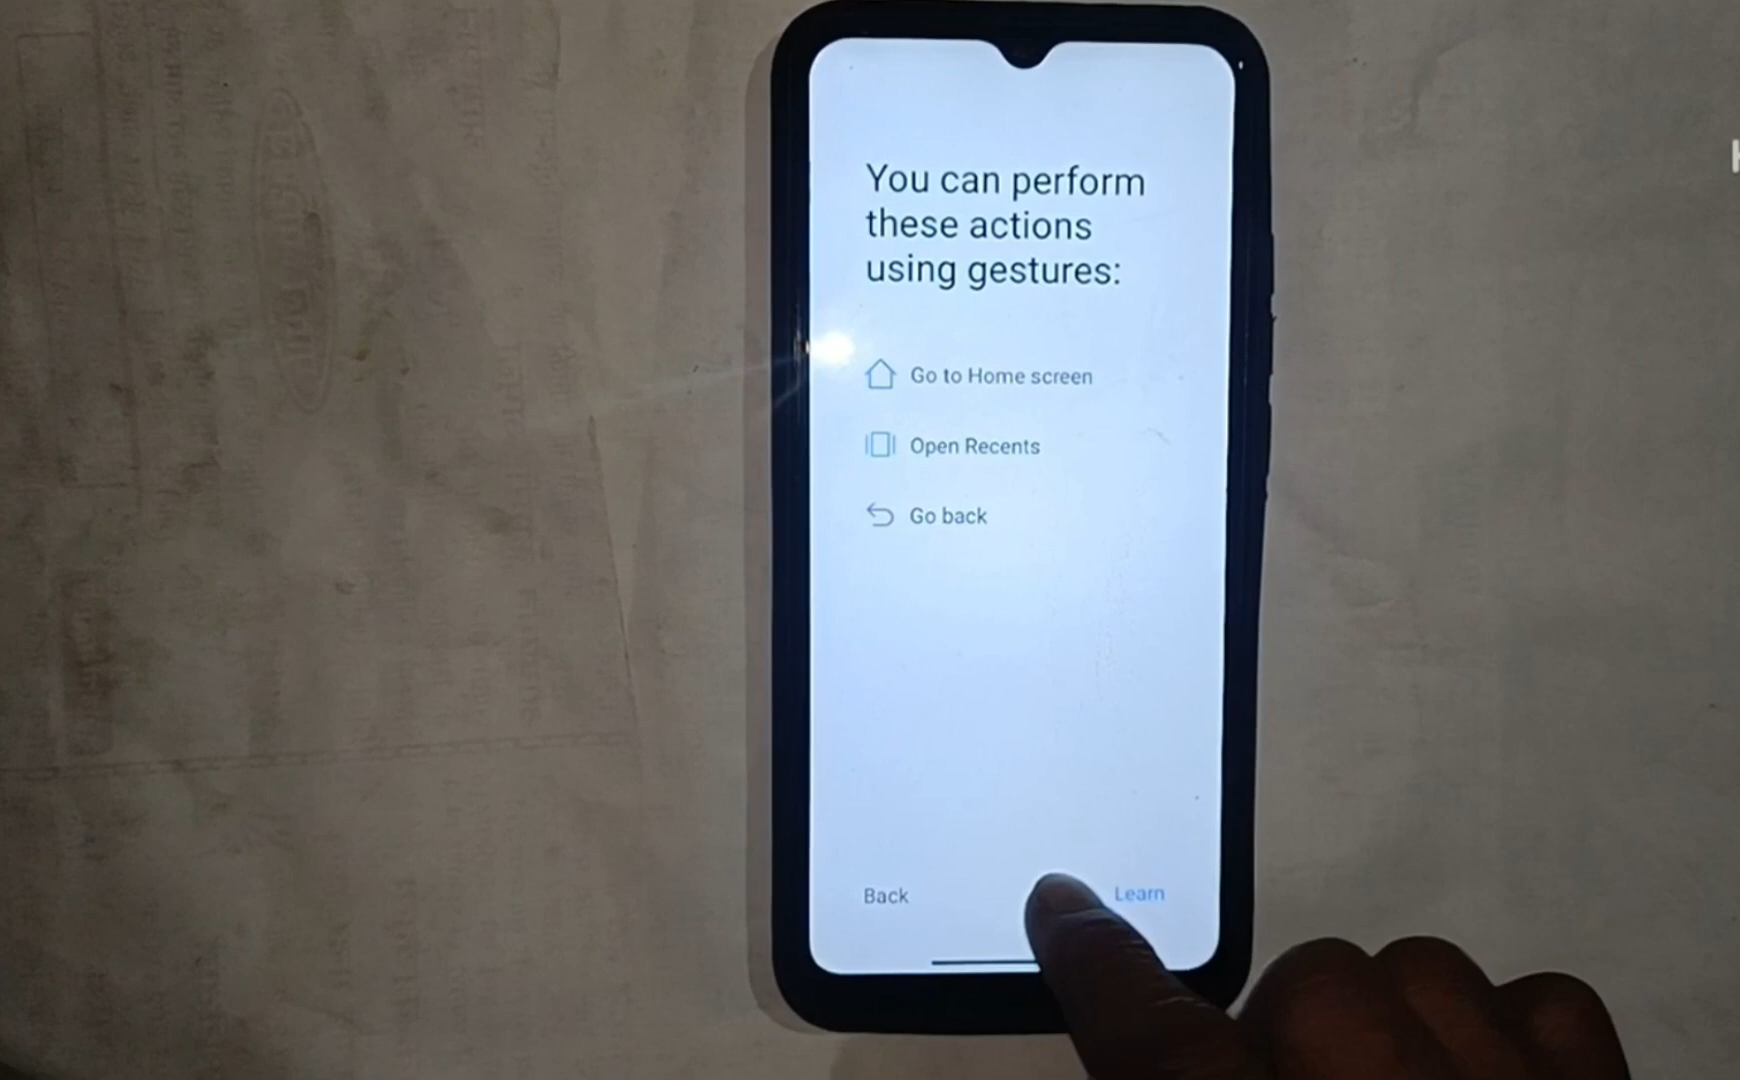 You can perform
these actions
using gestures:
Go to Home screen
Open Recents
Go back
Back
Learn